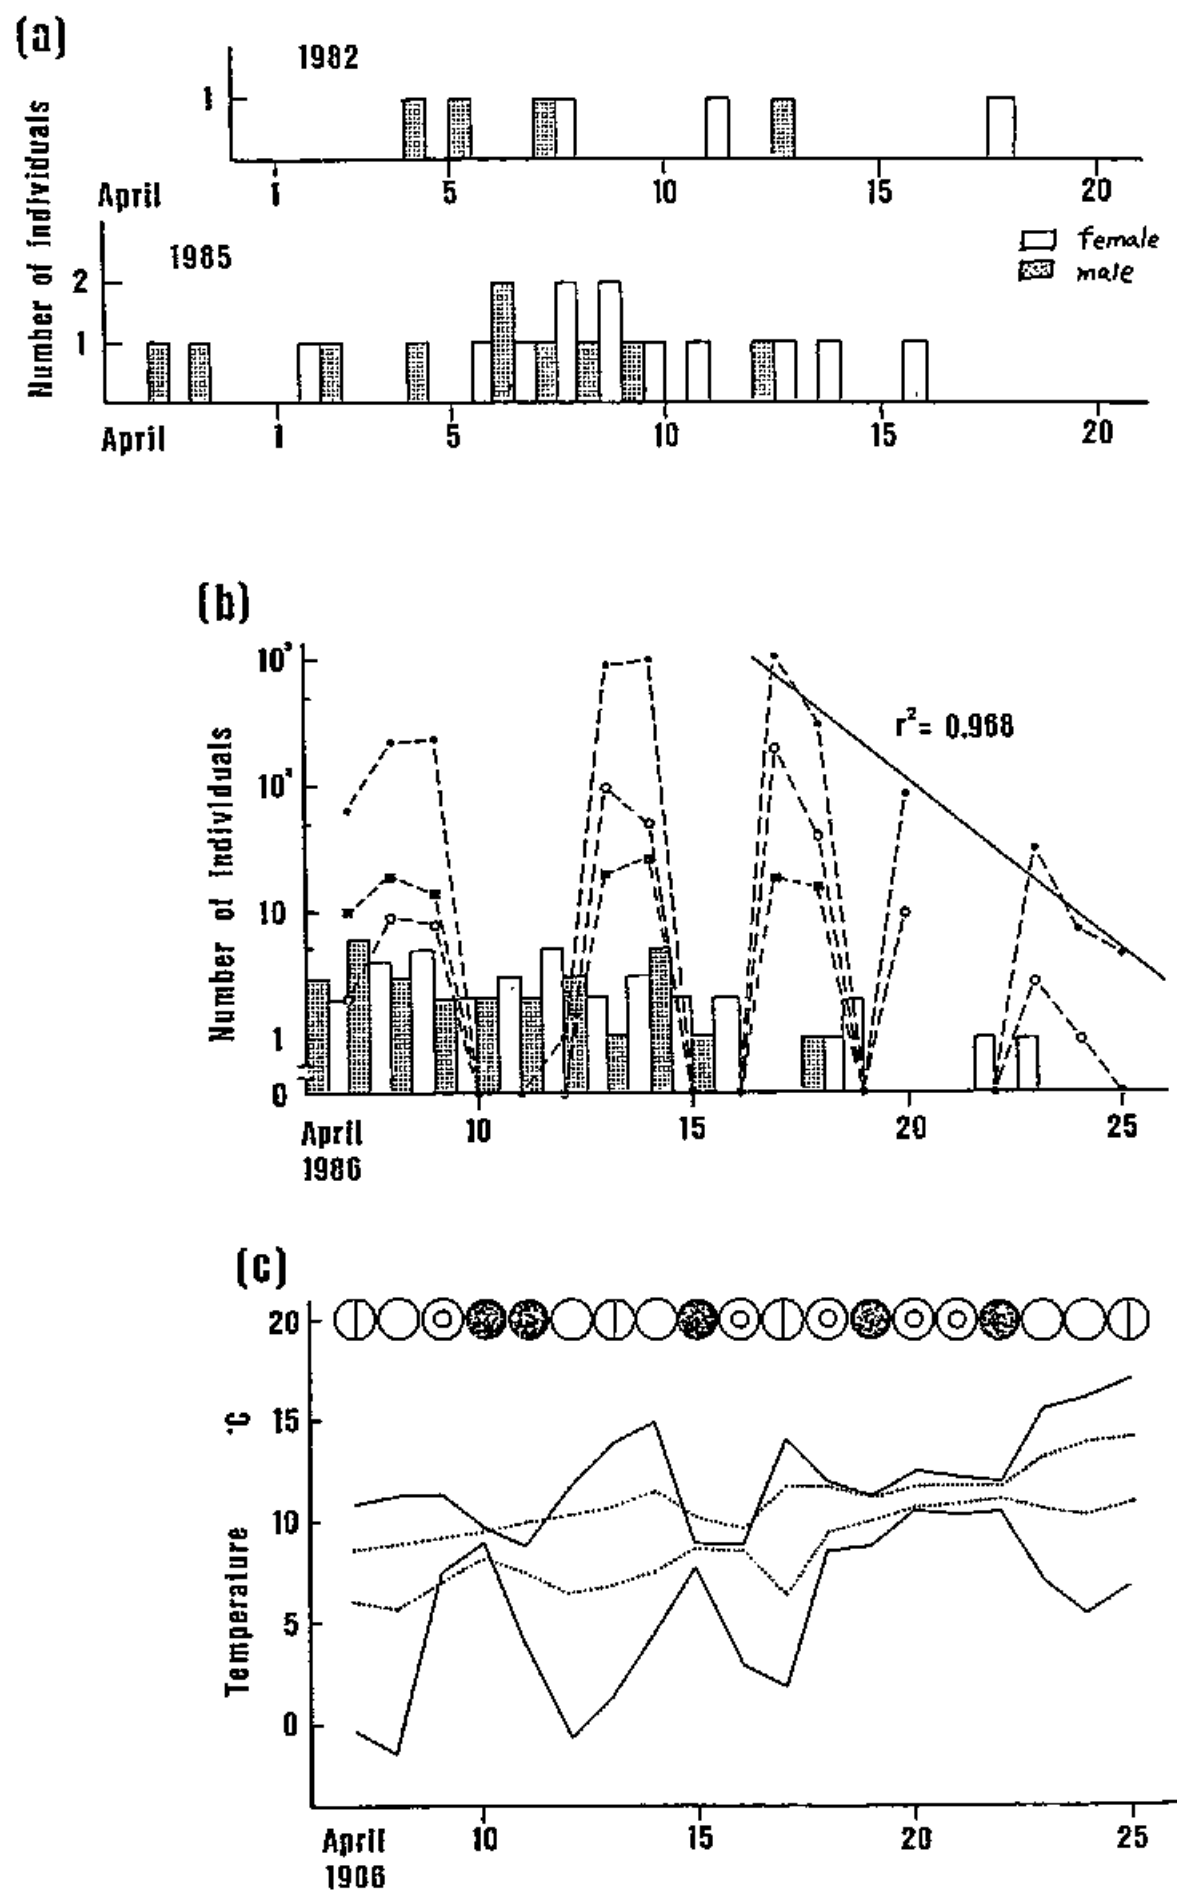 (a)
1982
Number of individuals
1
April 1 5 10 15 20
1985
female
male
2
1
April 1 5 10 15 20
(b)
10³
10²
10
1
0
Number of individuals
r²= 0.968
10 15 20 25
April
1986
(c)
20
15
10
5
0
Temperature °C
10 15 20 25
April
1986